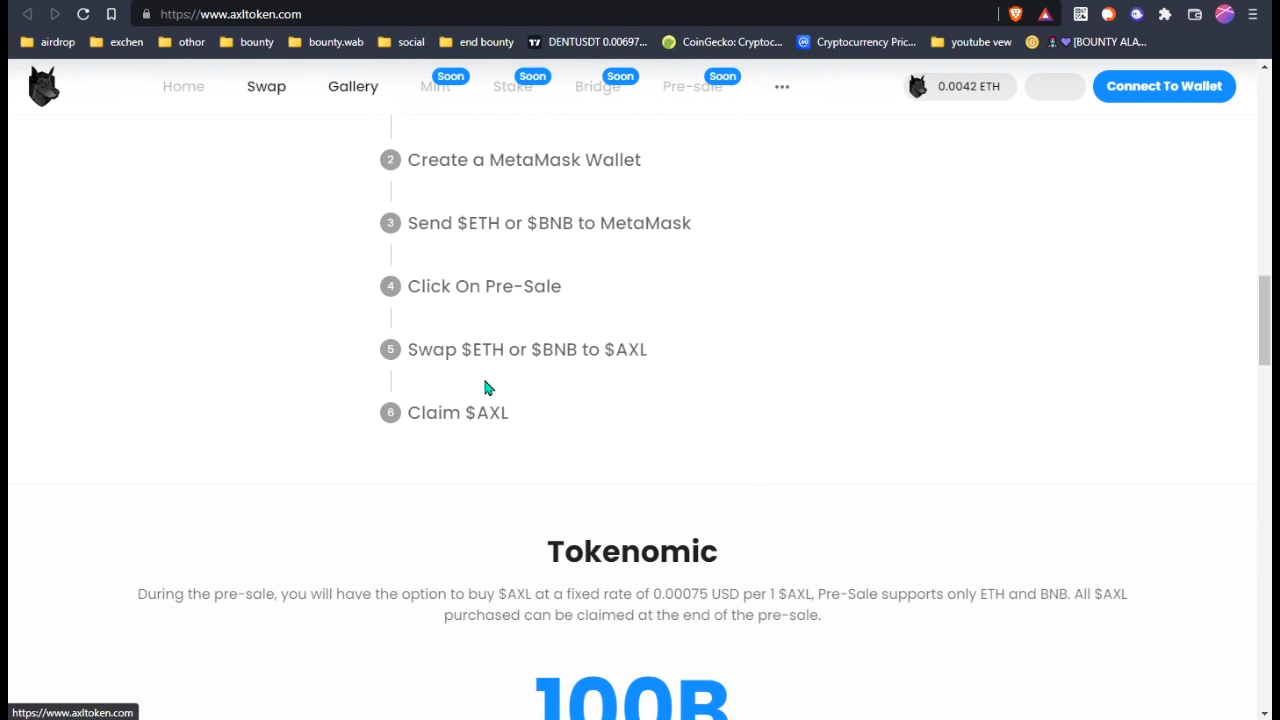 https://www.axltoken.com
airdrop exchen othor bounty bounty.wab social end bounty DENTUSDT 0.00697... CoinGecko: Cryptoc... Cryptocurrency Pric... youtube vew [BOUNTY ALA...
Home Swap Gallery Mint Soon Stake Soon Bridge Soon Pre-sale Soon ••• 0.0042 ETH Connect To Wallet
2 Create a MetaMask Wallet
3 Send $ETH or $BNB to MetaMask
4 Click On Pre-Sale
5 Swap $ETH or $BNB to $AXL
6 Claim $AXL
Tokenomic
During the pre-sale, you will have the option to buy $AXL at a fixed rate of 0.00075 USD per 1 $AXL, Pre-Sale supports only ETH and BNB. All $AXL
purchased can be claimed at the end of the pre-sale.
100B
https://www.axltoken.com